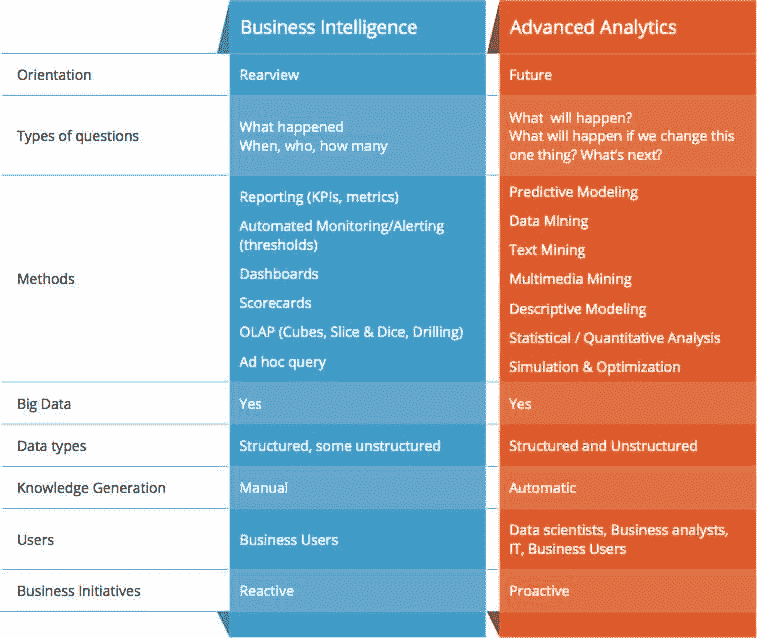 Business Intelligence
Advanced Analytics
Orientation
Rearview
Future
Types of questions
What happened
When, who, how many
What will happen?
What will happen if we change this
one thing? What's next?
Methods
Reporting (KPIs, metrics)
Automated Monitoring/Alerting
(thresholds)
Dashboards
Scorecards
OLAP (Cubes, Slice & Dice, Drilling)
Ad hoc query
Predictive Modeling
Data Mining
Text Mining
Multimedia Mining
Descriptive Modeling
Statistical / Quantitative Analysis
Simulation & Optimization
Big Data
Yes
Yes
Data types
Structured, some unstructured
Structured and Unstructured
Knowledge Generation
Manual
Automatic
Users
Business Users
Data scientists, Business analysts,
IT, Business Users
Business Initiatives
Reactive
Proactive